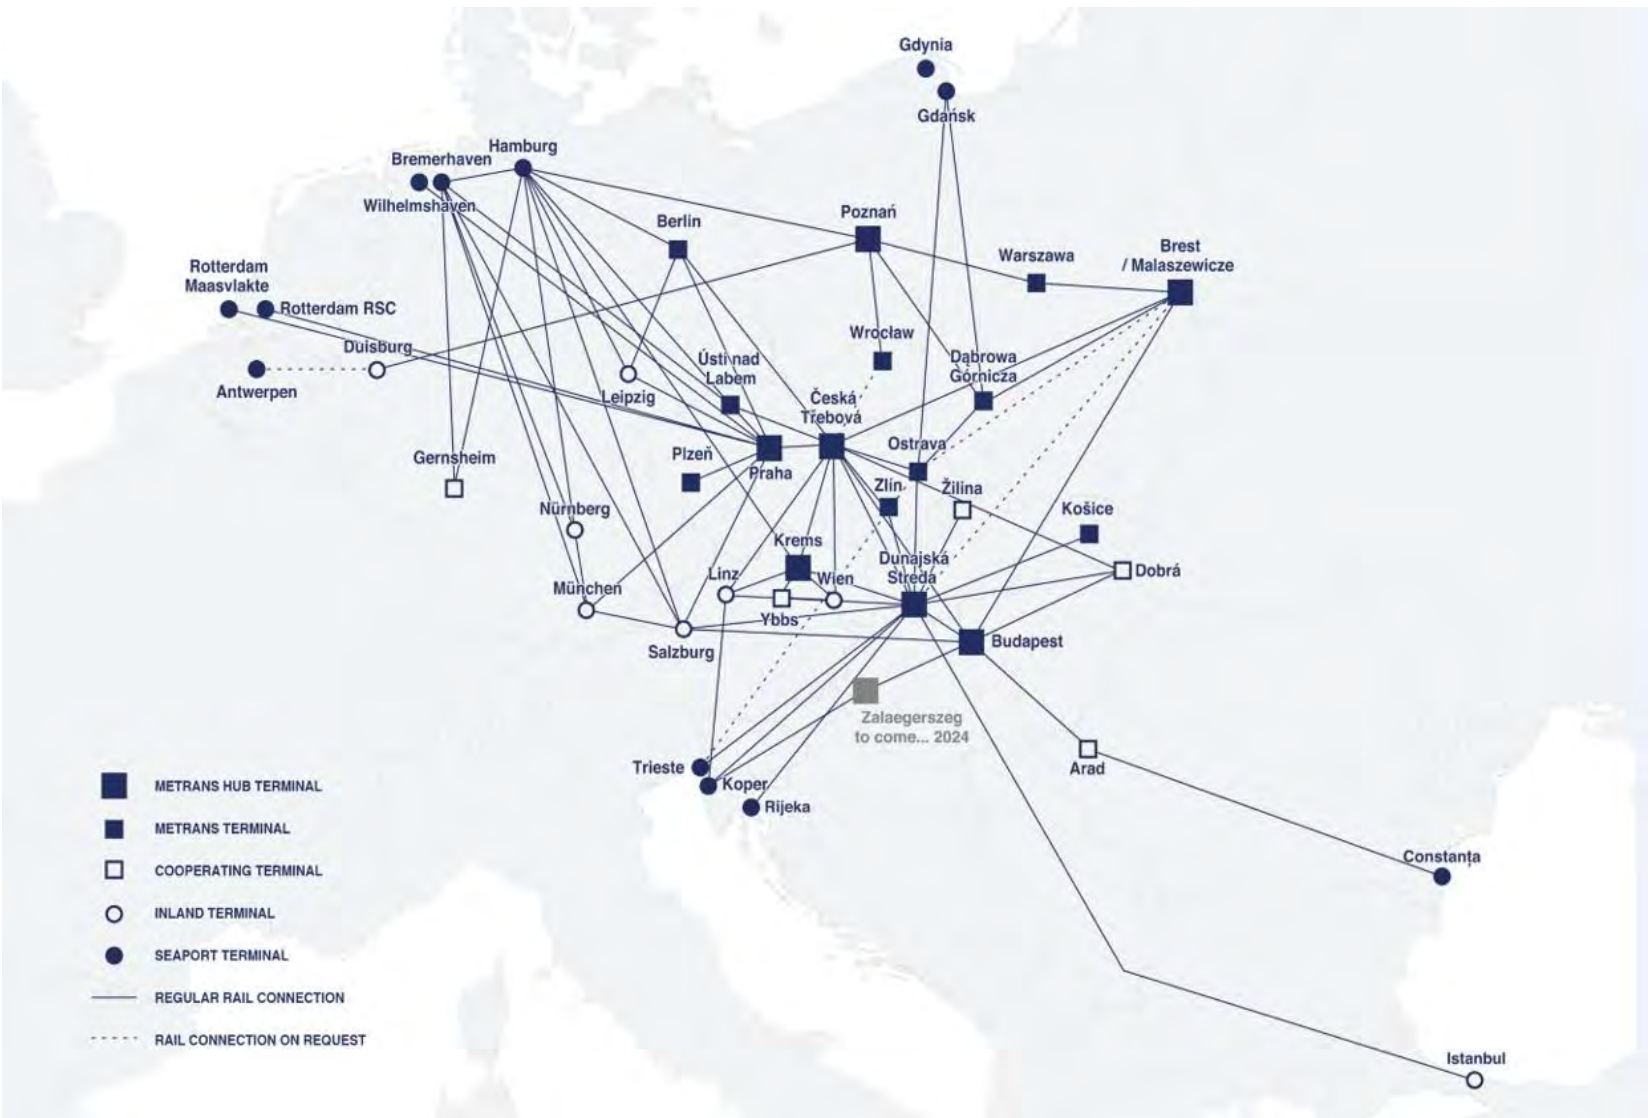 Gdynia
Gdańsk
Hamburg
Bremerhaven
Wilhelmshaven
Berlin
Poznań
Warszawa
Brest
/ Malaszewicze
Rotterdam
Maasvlakte
Rotterdam RSC
Duisburg
Antwerpen
Wrocław
Dąbrowa
Górnicza
Ústí nad
Labem
Leipzig
Česká
Třebová
Ostrava
Plzeň
Praha
Gernsheim
Zlín
Žilina
Nürnberg
Košice
Krems
Dunajská
Streda
Dobrá
Linz
Wien
München
Ybbs
Salzburg
Budapest
Zalaegerszeg
to come... 2024
Trieste
Koper
Rijeka
Arad
Constanța
Istanbul
METRANS HUB TERMINAL
METRANS TERMINAL
COOPERATING TERMINAL
INLAND TERMINAL
SEAPORT TERMINAL
REGULAR RAIL CONNECTION
RAIL CONNECTION ON REQUEST